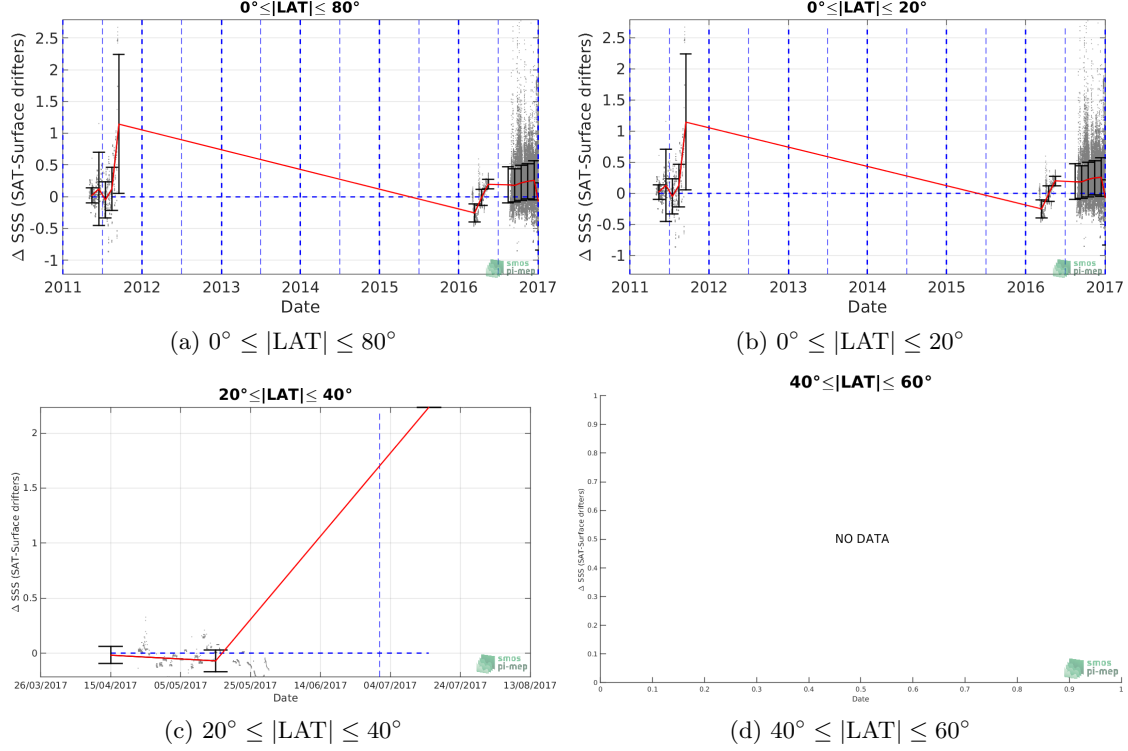 0°≤|LAT|≤ 80°
Δ SSS (SAT-Surface drifters)
2.5
2
1.5
1
0.5
0
-0.5
-1
smos
pi-mep
2011 2012 2013 2014 2015 2016 2017
Date
(a) 0° ≤ |LAT| ≤ 80°
0°≤|LAT|≤ 20°
Δ SSS (SAT-Surface drifters)
2.5
2
1.5
1
0.5
0
-0.5
-1
smos
pi-mep
2011 2012 2013 2014 2015 2016 2017
Date
(b) 0° ≤ |LAT| ≤ 20°
20°≤|LAT|≤ 40°
Δ SSS (SAT-Surface drifters)
2
1.5
1
0.5
0
smos
pi-mep
26/03/2017 15/04/2017 05/05/2017 25/05/2017 14/06/2017 04/07/2017 24/07/2017 13/08/2017
Date
(c) 20° ≤ |LAT| ≤ 40°
40°≤|LAT|≤ 60°
Δ SSS (SAT-Surface drifters)
1
0.9
0.8
0.7
0.6
0.5
0.4
0.3
0.2
0.1
0
NO DATA
smos
pi-mep
0 0.1 0.2 0.3 0.4 0.5 0.6 0.7 0.8 0.9 1
Date
(d) 40° ≤ |LAT| ≤ 60°